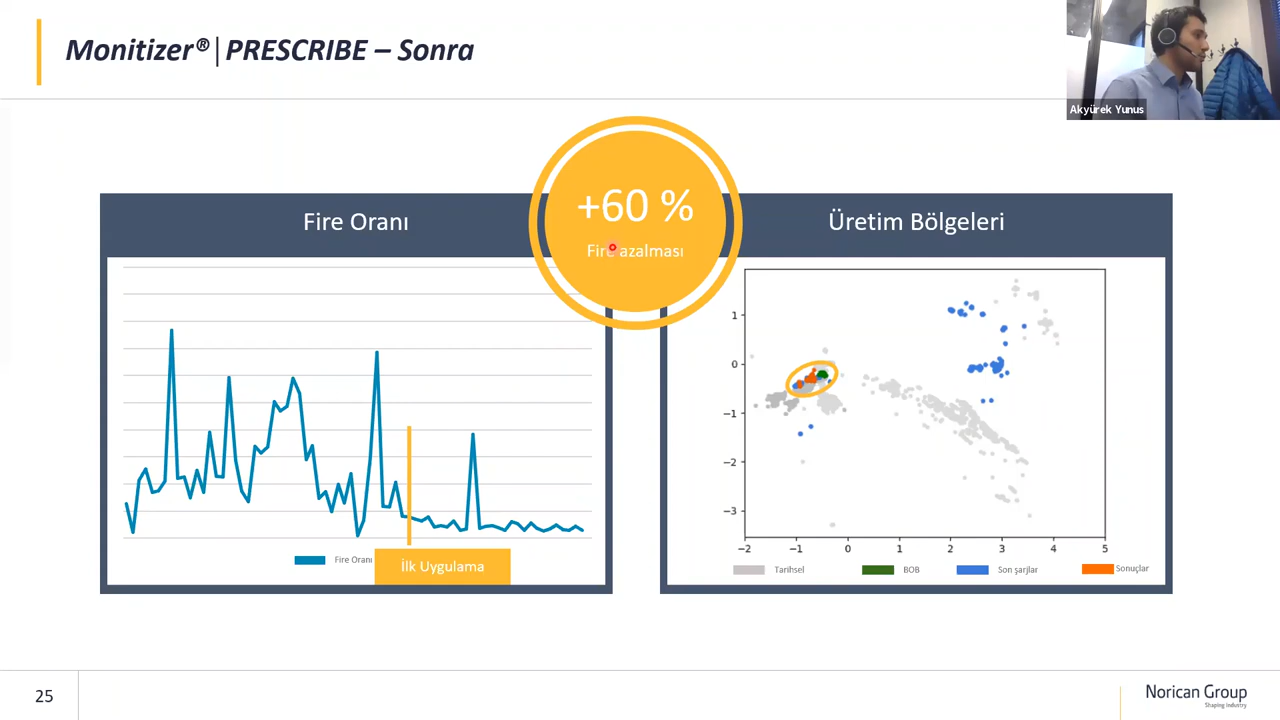 Monitizer®|PRESCRIBE – Sonra
Akyürek Yunus
+60 %
Fire azalması
Fire Oranı
Fire Oranı
İlk Uygulama
Üretim Bölgeleri
1
0
−1
−2
−3
−2 −1 0 1 2 3 4 5
Tarihsel BOB Son şarjlar Sonuçlar
25
Norican Group
Shaping Industry